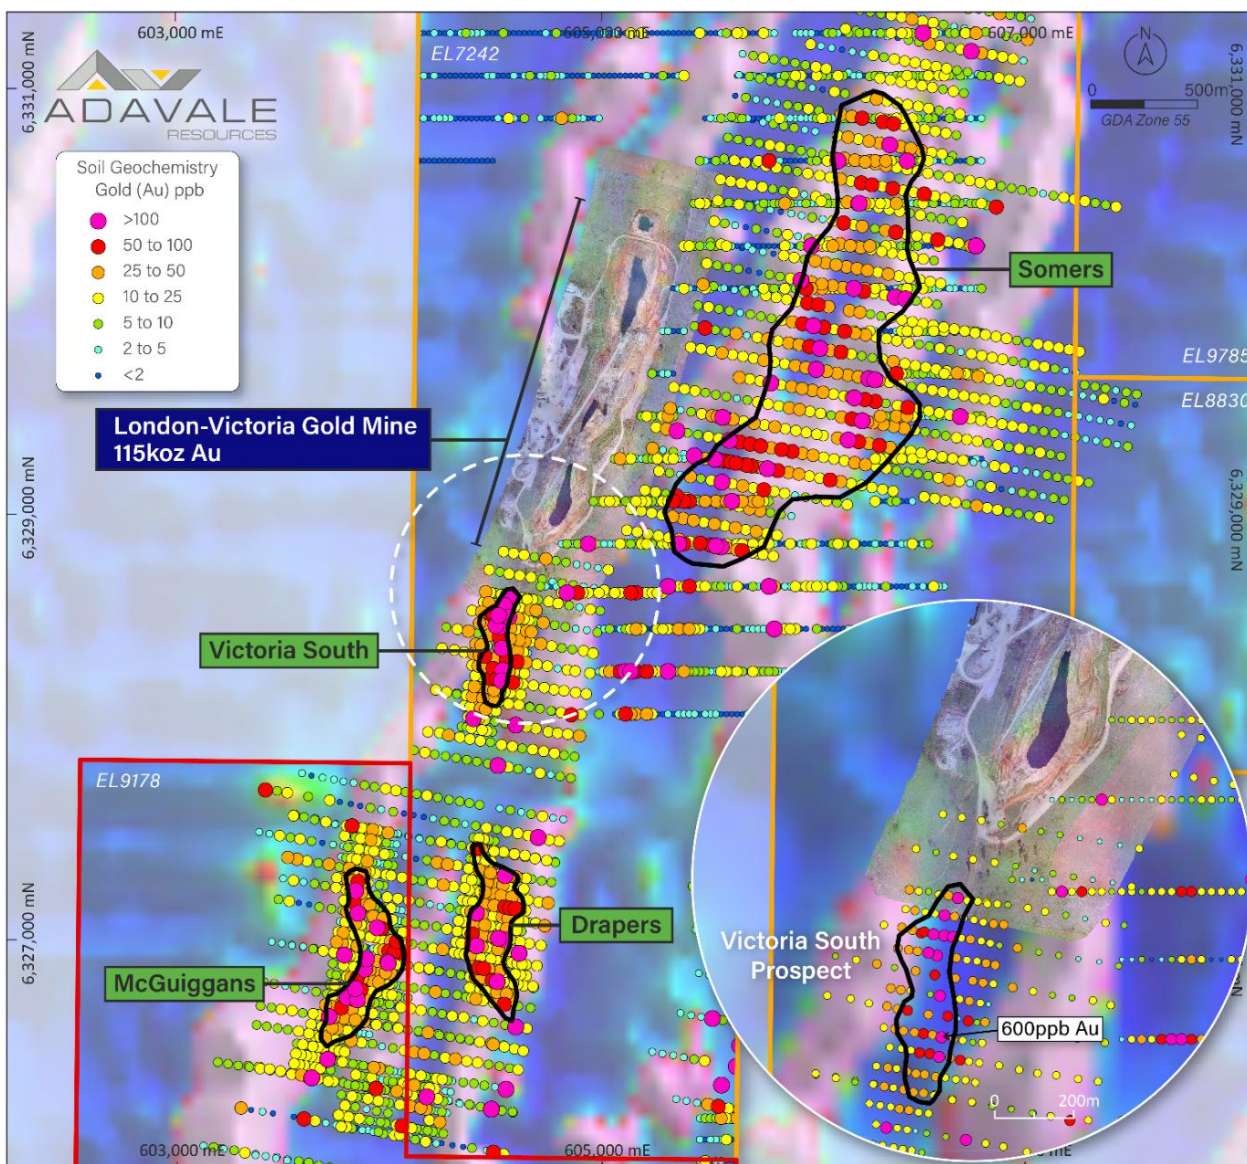 603,000 mE
605,000 mE
607,000 mE
EL7242
6,331,000 mN
6,331,000 mN
0 500m
GDA Zone 55
ADAVALE
RESOURCES
Soil Geochemistry
Gold (Au) ppb
>100
50 to 100
25 to 50
10 to 25
5 to 10
2 to 5
<2
Somers
EL9785
EL8830
London-Victoria Gold Mine
115koz Au
6,329,000 mN
6,329,000 mN
Victoria South
EL9178
Drapers
McGuiggans
6,327,000 mN
mN
Victoria South
Prospect
600ppb Au
0 200m
603,000 mE
605,000 mE
mE